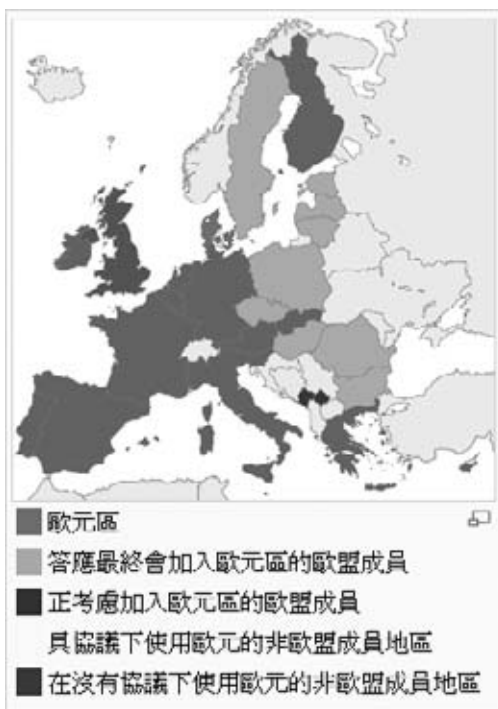 歐元區
答應最終會加入歐元區的歐盟成員
正考慮加入歐元區的歐盟成員
具協議下使用歐元的非歐盟成員地區
在沒有協議下使用歐元的非歐盟成員地區